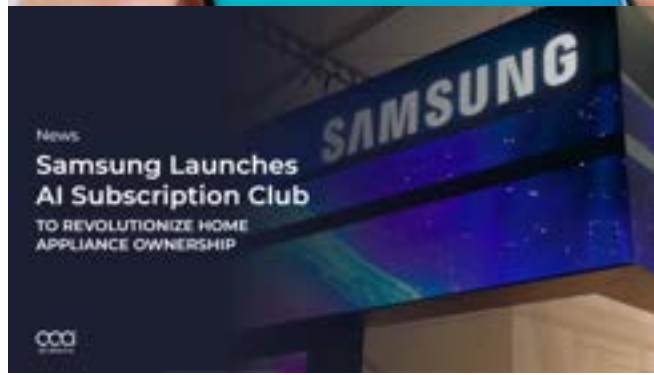 News
Samsung Launches
AI Subscription Club
TO REVOLUTIONIZE HOME
APPLIANCE OWNERSHIP
SAMSUNG